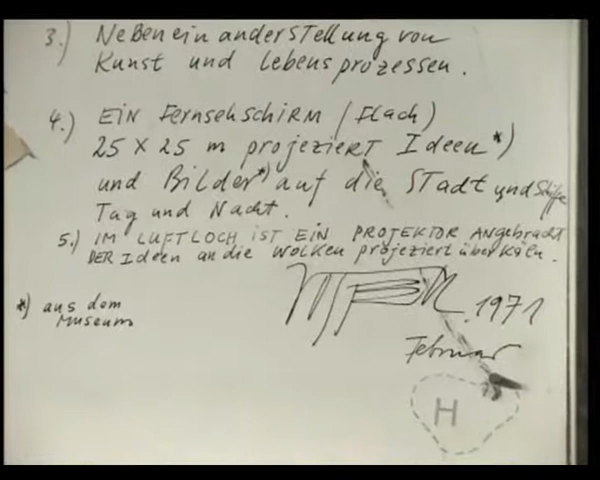 3.) Nebeneinanderstellung von
Kunst und Lebensprozessen.
4.) EIN Fernsehschirm (Flach)
25 X 25 m projeziert Ideen *)
und Bilder *) auf die Stadt und Schiffe
Tag und Nacht.
5.) IM LUFTLOCH IST EIN PROJEKTOR ANGEBRACHT
DER Ideen an die WOLKEN projeziert über Köln.
*) aus dem
Museum
1971
Februar
H